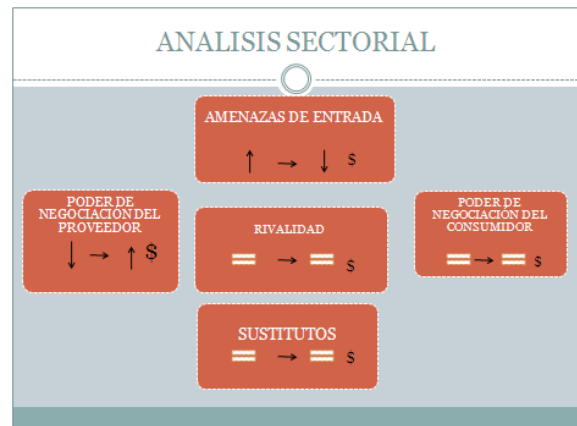 ANALISIS SECTORIAL
AMENAZAS DE ENTRADA
↑ → ↓ $
PODER DE
NEGOCIACIÓN DEL
PROVEEDOR
↓ → ↑ $
RIVALIDAD
= → = $
PODER DE
NEGOCIACIÓN DEL
CONSUMIDOR
= → = $
SUSTITUTOS
= → = $